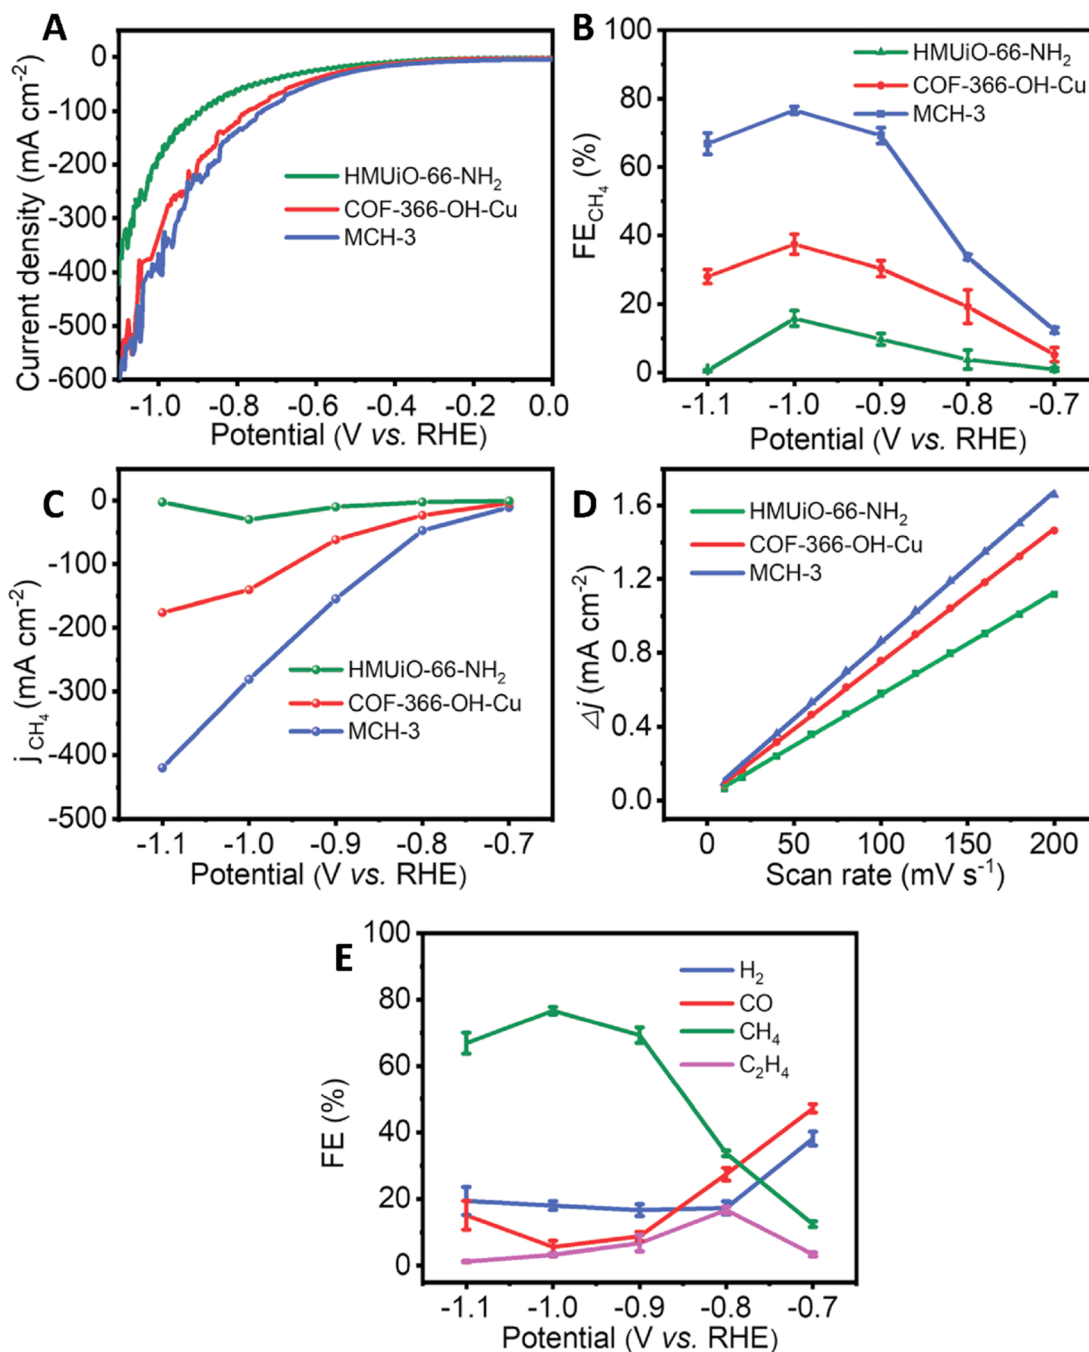 A
0
-100
-200
-300
-400
-500
-600
Current density (mA cm⁻²)
HMUiO-66-NH₂
COF-366-OH-Cu
MCH-3
-1.0 -0.8 -0.6 -0.4 -0.2 0.0
Potential (V vs. RHE)
B
100
80
60
40
20
0
FE_CH₄ (%)
HMUiO-66-NH₂
COF-366-OH-Cu
MCH-3
-1.1 -1.0 -0.9 -0.8 -0.7
Potential (V vs. RHE)
C
0
-100
-200
-300
-400
-500
j_CH₄ (mA cm⁻²)
HMUiO-66-NH₂
COF-366-OH-Cu
MCH-3
-1.1 -1.0 -0.9 -0.8 -0.7
Potential (V vs. RHE)
D
1.6
1.2
0.8
0.4
0.0
Δj (mA cm⁻²)
HMUiO-66-NH₂
COF-366-OH-Cu
MCH-3
0 50 100 150 200
Scan rate (mV s⁻¹)
E
100
80
60
40
20
0
FE (%)
H₂
CO
CH₄
C₂H₄
-1.1 -1.0 -0.9 -0.8 -0.7
Potential (V vs. RHE)